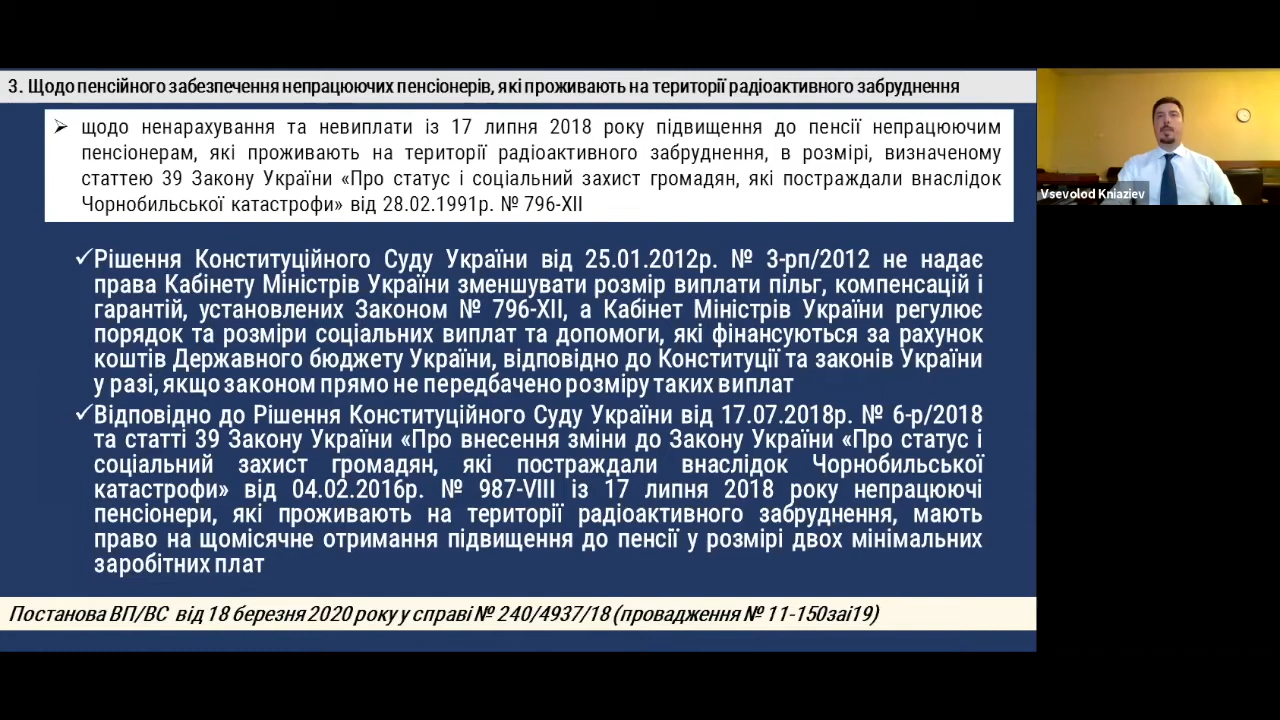 3. Щодо пенсійного забезпечення непрацюючих пенсіонерів, які проживають на території радіоактивного забруднення
➢ щодо ненарахування та невиплати із 17 липня 2018 року підвищення до пенсії непрацюючим
пенсіонерам, які проживають на території радіоактивного забруднення, в розмірі, визначеному
статтею 39 Закону України «Про статус і соціальний захист громадян, які постраждали внаслідок
Чорнобильської катастрофи» від 28.02.1991р. № 796-XII
✓Рішення Конституційного Суду України від 25.01.2012р. № 3-рп/2012 не надає
права Кабінету Міністрів України зменшувати розмір виплати пільг, компенсацій і
гарантій, установлених Законом № 796-XII, а Кабінет Міністрів України регулює
порядок та розміри соціальних виплат та допомоги, які фінансуються за рахунок
коштів Державного бюджету України, відповідно до Конституції та законів України
у разі, якщо законом прямо не передбачено розміру таких виплат
✓Відповідно до Рішення Конституційного Суду України від 17.07.2018р. № 6-р/2018
та статті 39 Закону України «Про внесення зміни до Закону України «Про статус і
соціальний захист громадян, які постраждали внаслідок Чорнобильської
катастрофи» від 04.02.2016р. № 987-VIII із 17 липня 2018 року непрацюючі
пенсіонери, які проживають на території радіоактивного забруднення, мають
право на щомісячне отримання підвищення до пенсії у розмірі двох мінімальних
заробітних плат
Постанова ВП/ВС від 18 березня 2020 року у справі № 240/4937/18 (провадження № 11-150заі19)
Vsevolod Kniaziev